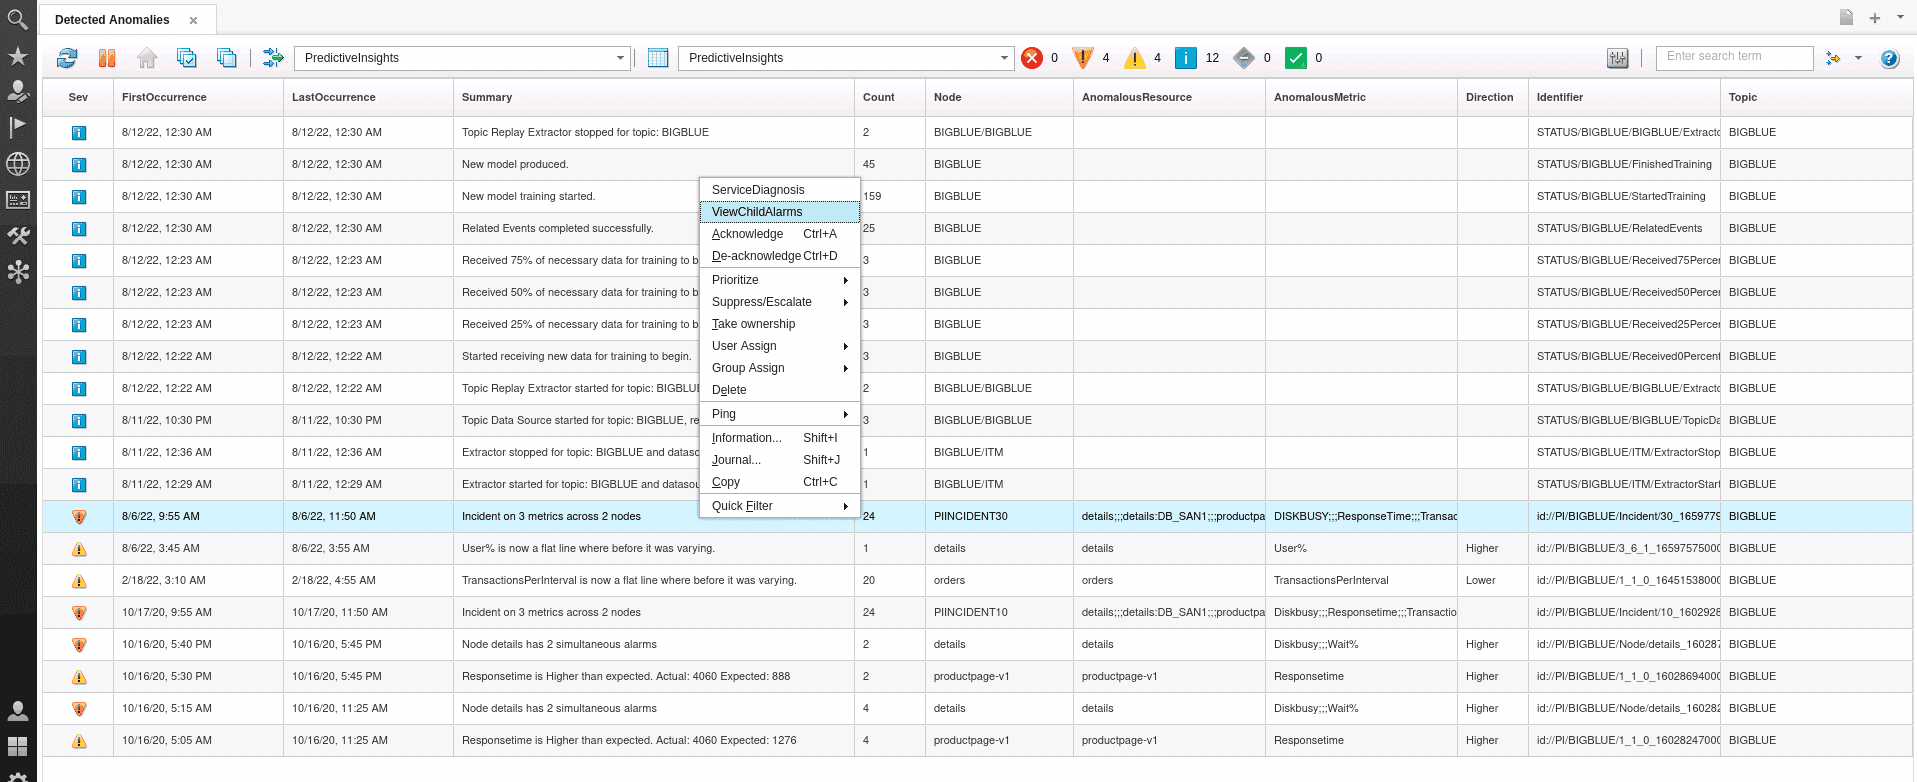 Detected Anomalies ×
PredictiveInsights PredictiveInsights 0 4 4 12 0 0 Enter search term
Sev FirstOccurrence LastOccurrence Summary Count Node AnomalousResource AnomalousMetric Direction Identifier Topic
8/12/22, 12:30 AM 8/12/22, 12:30 AM Topic Replay Extractor stopped for topic: BIGBLUE 2 BIGBLUE/BIGBLUE STATUS/BIGBLUE/BIGBLUE/Extracto BIGBLUE
8/12/22, 12:30 AM 8/12/22, 12:30 AM New model produced. 45 BIGBLUE STATUS/BIGBLUE/FinishedTraining BIGBLUE
8/12/22, 12:30 AM 8/12/22, 12:30 AM New model training started. 159 BIGBLUE STATUS/BIGBLUE/StartedTraining BIGBLUE
8/12/22, 12:30 AM 8/12/22, 12:30 AM Related Events completed successfully. 25 BIGBLUE STATUS/BIGBLUE/RelatedEvents BIGBLUE
8/12/22, 12:23 AM 8/12/22, 12:23 AM Received 75% of necessary data for training to b 3 BIGBLUE STATUS/BIGBLUE/Received75Percer BIGBLUE
8/12/22, 12:23 AM 8/12/22, 12:23 AM Received 50% of necessary data for training to b 3 BIGBLUE STATUS/BIGBLUE/Received50Percer BIGBLUE
8/12/22, 12:23 AM 8/12/22, 12:23 AM Received 25% of necessary data for training to b 3 BIGBLUE STATUS/BIGBLUE/Received25Percer BIGBLUE
8/12/22, 12:22 AM 8/12/22, 12:22 AM Started receiving new data for training to begin. 3 BIGBLUE STATUS/BIGBLUE/Received0Percent BIGBLUE
8/12/22, 12:22 AM 8/12/22, 12:22 AM Topic Replay Extractor started for topic: BIGBLU 2 BIGBLUE/BIGBLUE STATUS/BIGBLUE/BIGBLUE/Extracto BIGBLUE
8/11/22, 10:30 PM 8/11/22, 10:30 PM Topic Data Source started for topic: BIGBLUE, re 3 BIGBLUE/BIGBLUE STATUS/BIGBLUE/BIGBLUE/TopicDa BIGBLUE
8/11/22, 12:36 AM 8/11/22, 12:36 AM Extractor stopped for topic: BIGBLUE and dataso 1 BIGBLUE/ITM STATUS/BIGBLUE/ITM/ExtractorStop BIGBLUE
8/11/22, 12:29 AM 8/11/22, 12:29 AM Extractor started for topic: BIGBLUE and datasou 1 BIGBLUE/ITM STATUS/BIGBLUE/ITM/ExtractorStart BIGBLUE
8/6/22, 9:55 AM 8/6/22, 11:50 AM Incident on 3 metrics across 2 nodes 24 PIINCIDENT30 details;;;details:DB_SAN1;;;productpa DISKBUSY;;;ResponseTime;;;Transac id://PI/BIGBLUE/Incident/30_1659779 BIGBLUE
8/6/22, 3:45 AM 8/6/22, 3:55 AM User% is now a flat line where before it was varying. 1 details details User% Higher id://PI/BIGBLUE/3_6_1_16597575000 BIGBLUE
2/18/22, 3:10 AM 2/18/22, 4:55 AM TransactionsPerInterval is now a flat line where before it was varying. 20 orders orders TransactionsPerInterval Lower id://PI/BIGBLUE/1_1_0_16451538000 BIGBLUE
10/17/20, 9:55 AM 10/17/20, 11:50 AM Incident on 3 metrics across 2 nodes 24 PIINCIDENT10 details;;;details:DB_SAN1;;;productpa Diskbusy;;;Responsetime;;;Transactio id://PI/BIGBLUE/Incident/10_1602928 BIGBLUE
10/16/20, 5:40 PM 10/16/20, 5:45 PM Node details has 2 simultaneous alarms 2 details details Diskbusy;;;Wait% Higher id://PI/BIGBLUE/Node/details_160287 BIGBLUE
10/16/20, 5:30 PM 10/16/20, 5:45 PM Responsetime is Higher than expected. Actual: 4060 Expected: 888 2 productpage-v1 productpage-v1 Responsetime Higher id://PI/BIGBLUE/1_1_0_16028694000 BIGBLUE
10/16/20, 5:15 AM 10/16/20, 11:25 AM Node details has 2 simultaneous alarms 4 details details Diskbusy;;;Wait% Higher id://PI/BIGBLUE/Node/details_160282 BIGBLUE
10/16/20, 5:05 AM 10/16/20, 11:25 AM Responsetime is Higher than expected. Actual: 4060 Expected: 1276 4 productpage-v1 productpage-v1 Responsetime Higher id://PI/BIGBLUE/1_1_0_16028247000 BIGBLUE
ServiceDiagnosis
ViewChildAlarms
Acknowledge Ctrl+A
De-acknowledge Ctrl+D
Prioritize
Suppress/Escalate
Take ownership
User Assign
Group Assign
Delete
Ping
Information... Shift+I
Journal... Shift+J
Copy Ctrl+C
Quick Filter